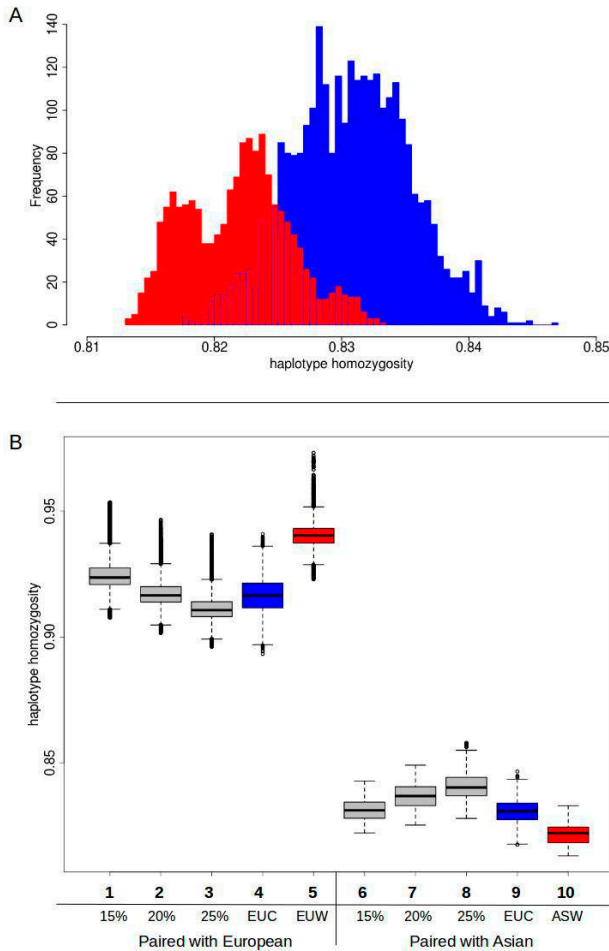 A
Frequency
140
120
100
80
60
40
20
0
0.81 0.82 0.83 0.84 0.85
haplotype homozygosity
B
haplotype homozygosity
0.95
0.90
0.85
1 2 3 4 5 6 7 8 9 10
15% 20% 25% EUC EUW 15% 20% 25% EUC ASW
Paired with European Paired with Asian